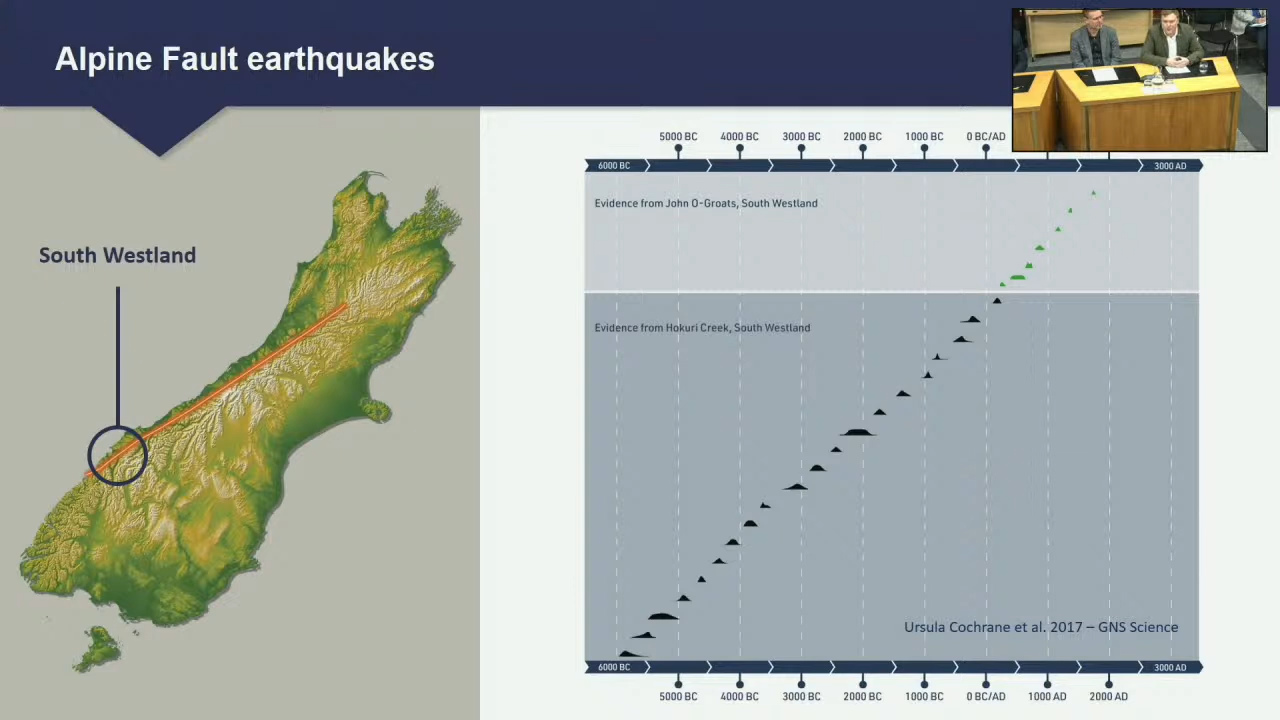 Alpine Fault earthquakes
South Westland
5000 BC 4000 BC 3000 BC 2000 BC 1000 BC 0 BC/AD
6000 BC 3000 AD
Evidence from John O-Groats, South Westland
Evidence from Hokuri Creek, South Westland
Ursula Cochrane et al. 2017 – GNS Science
6000 BC 3000 AD
5000 BC 4000 BC 3000 BC 2000 BC 1000 BC 0 BC/AD 1000 AD 2000 AD